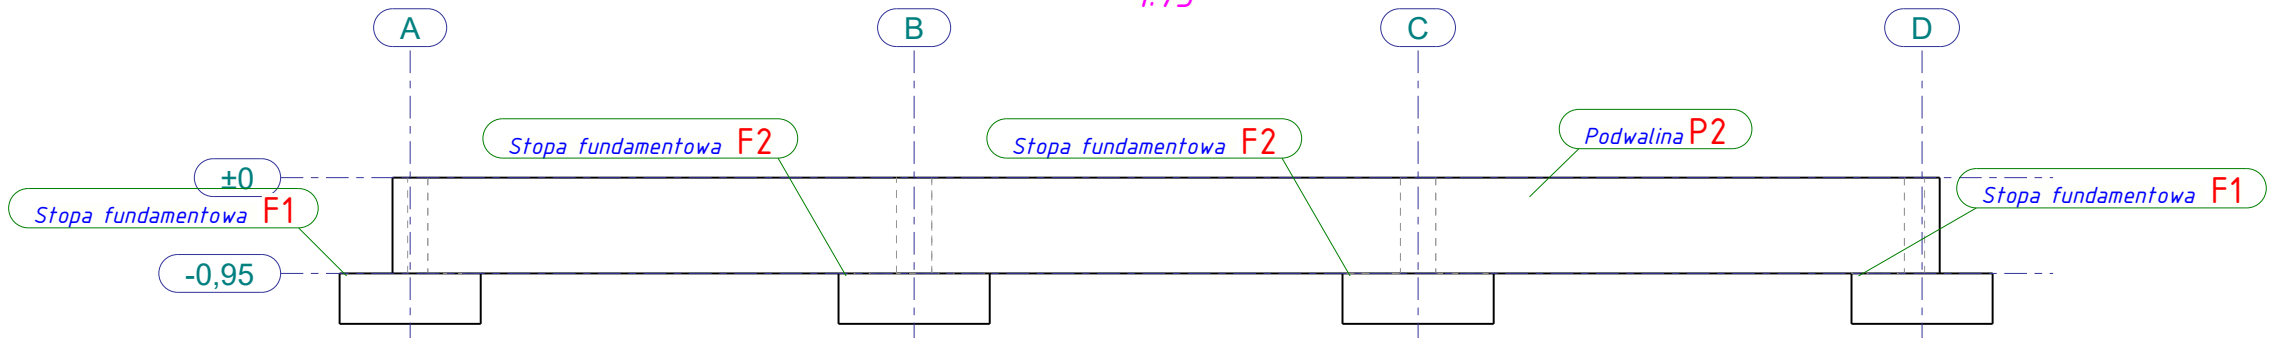 A
B
C
D
Stopa fundamentowa F2
Stopa fundamentowa F2
Podwalina P2
±0
Stopa fundamentowa F1
Stopa fundamentowa F1
-0,95